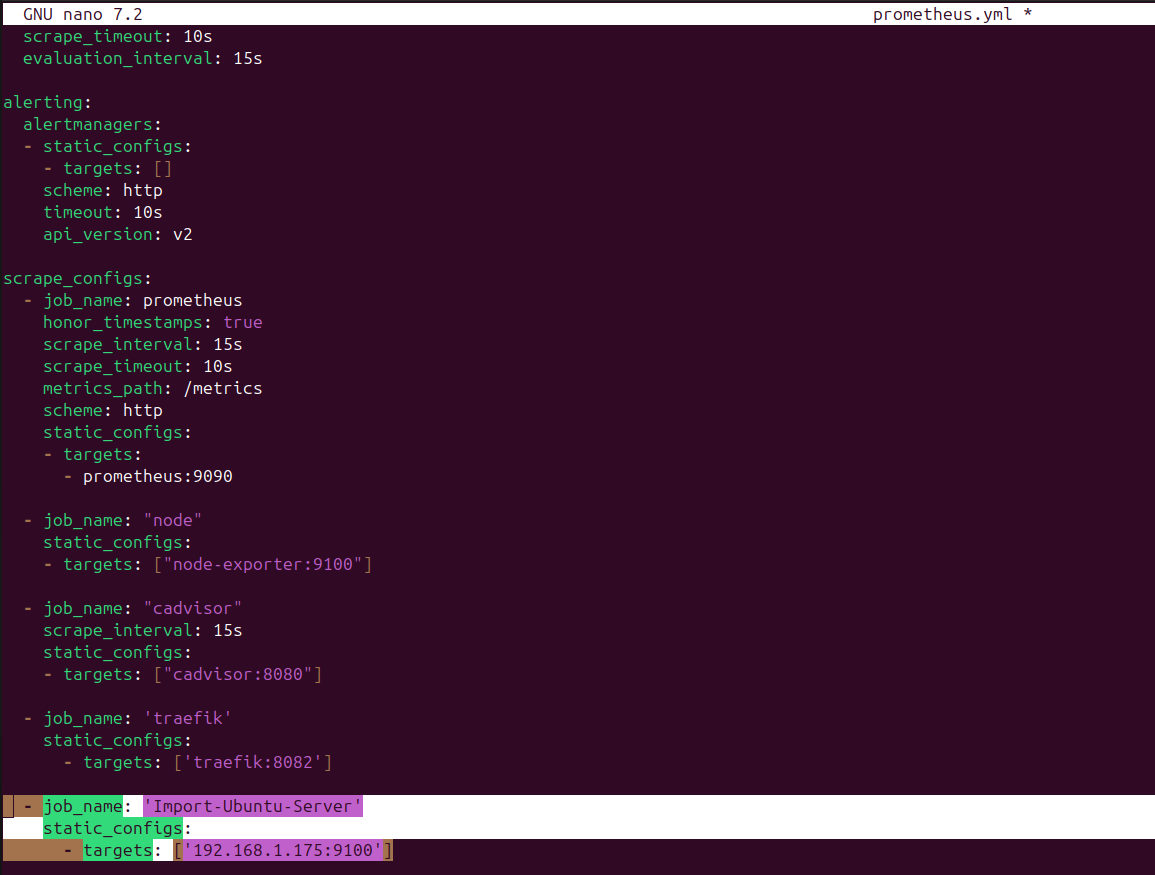 GNU nano 7.2 prometheus.yml *
  scrape_timeout: 10s
  evaluation_interval: 15s

alerting:
  alertmanagers:
  - static_configs:
    - targets: []
    scheme: http
    timeout: 10s
    api_version: v2

scrape_configs:
  - job_name: prometheus
    honor_timestamps: true
    scrape_interval: 15s
    scrape_timeout: 10s
    metrics_path: /metrics
    scheme: http
    static_configs:
    - targets:
      - prometheus:9090

  - job_name: "node"
    static_configs:
    - targets: ["node-exporter:9100"]

  - job_name: "cadvisor"
    scrape_interval: 15s
    static_configs:
    - targets: ["cadvisor:8080"]

  - job_name: 'traefik'
    static_configs:
      - targets: ['traefik:8082']

  - job_name: 'Import-Ubuntu-Server'
    static_configs:
      - targets: ['192.168.1.175:9100']